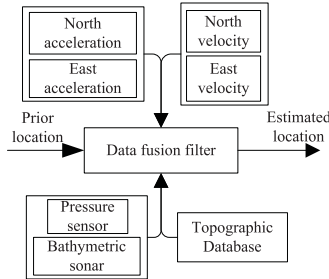 North
acceleration
East
acceleration
North
velocity
East
velocity
Prior
location
Data fusion filter
Estimated
location
Pressure
sensor
Bathymetric
sonar
Topographic
Database